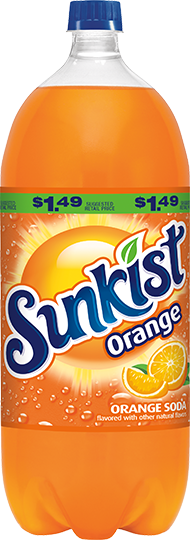 $1.49 SUGGESTED RETAIL PRICE $1.49
Sunkist
Orange
ORANGE SODA
flavored with other natural flavors